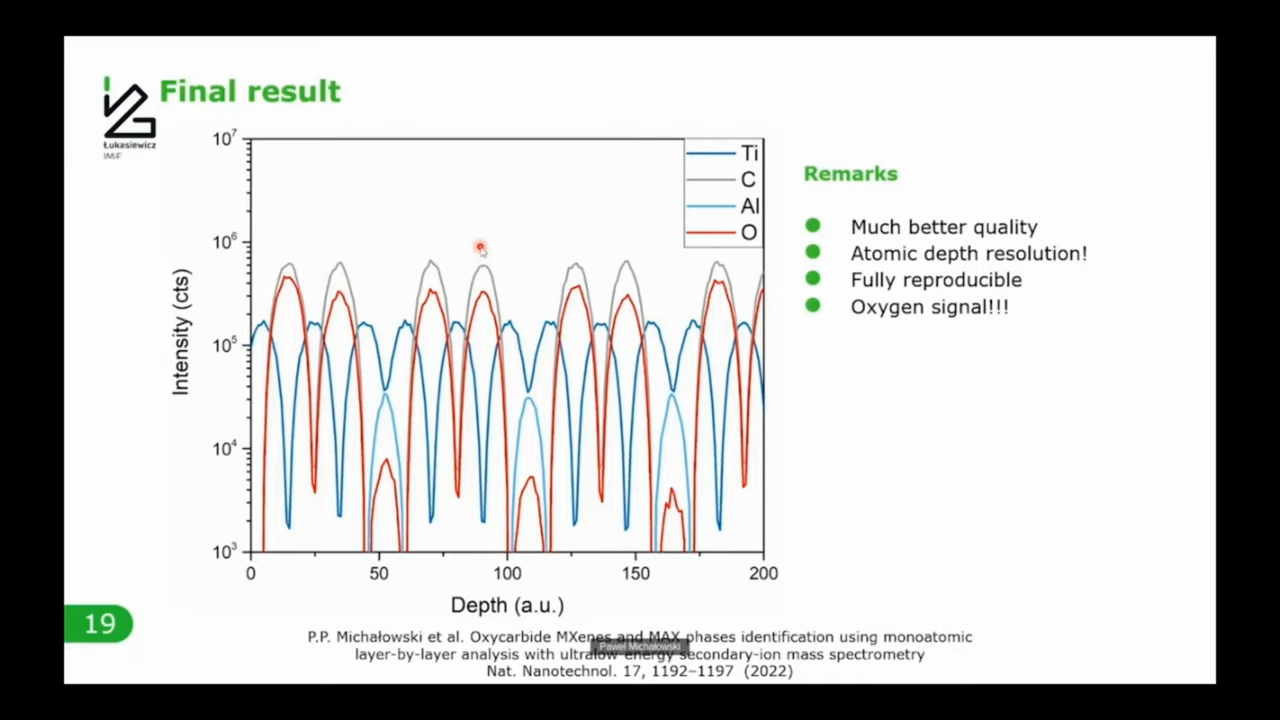 Final result
Łukasiewicz
IMiF
10⁷
10⁶
10⁵
10⁴
10³
Intensity (cts)
0
50
100
150
200
Depth (a.u.)
Ti
C
Al
O
Remarks
Much better quality
Atomic depth resolution!
Fully reproducible
Oxygen signal!!!
19
P.P. Michałowski et al. Oxycarbide MXenes and MAX phases identification using monoatomic
layer-by-layer analysis with ultralow energy secondary-ion mass spectrometry
Nat. Nanotechnol. 17, 1192–1197 (2022)
Paweł Michałowski